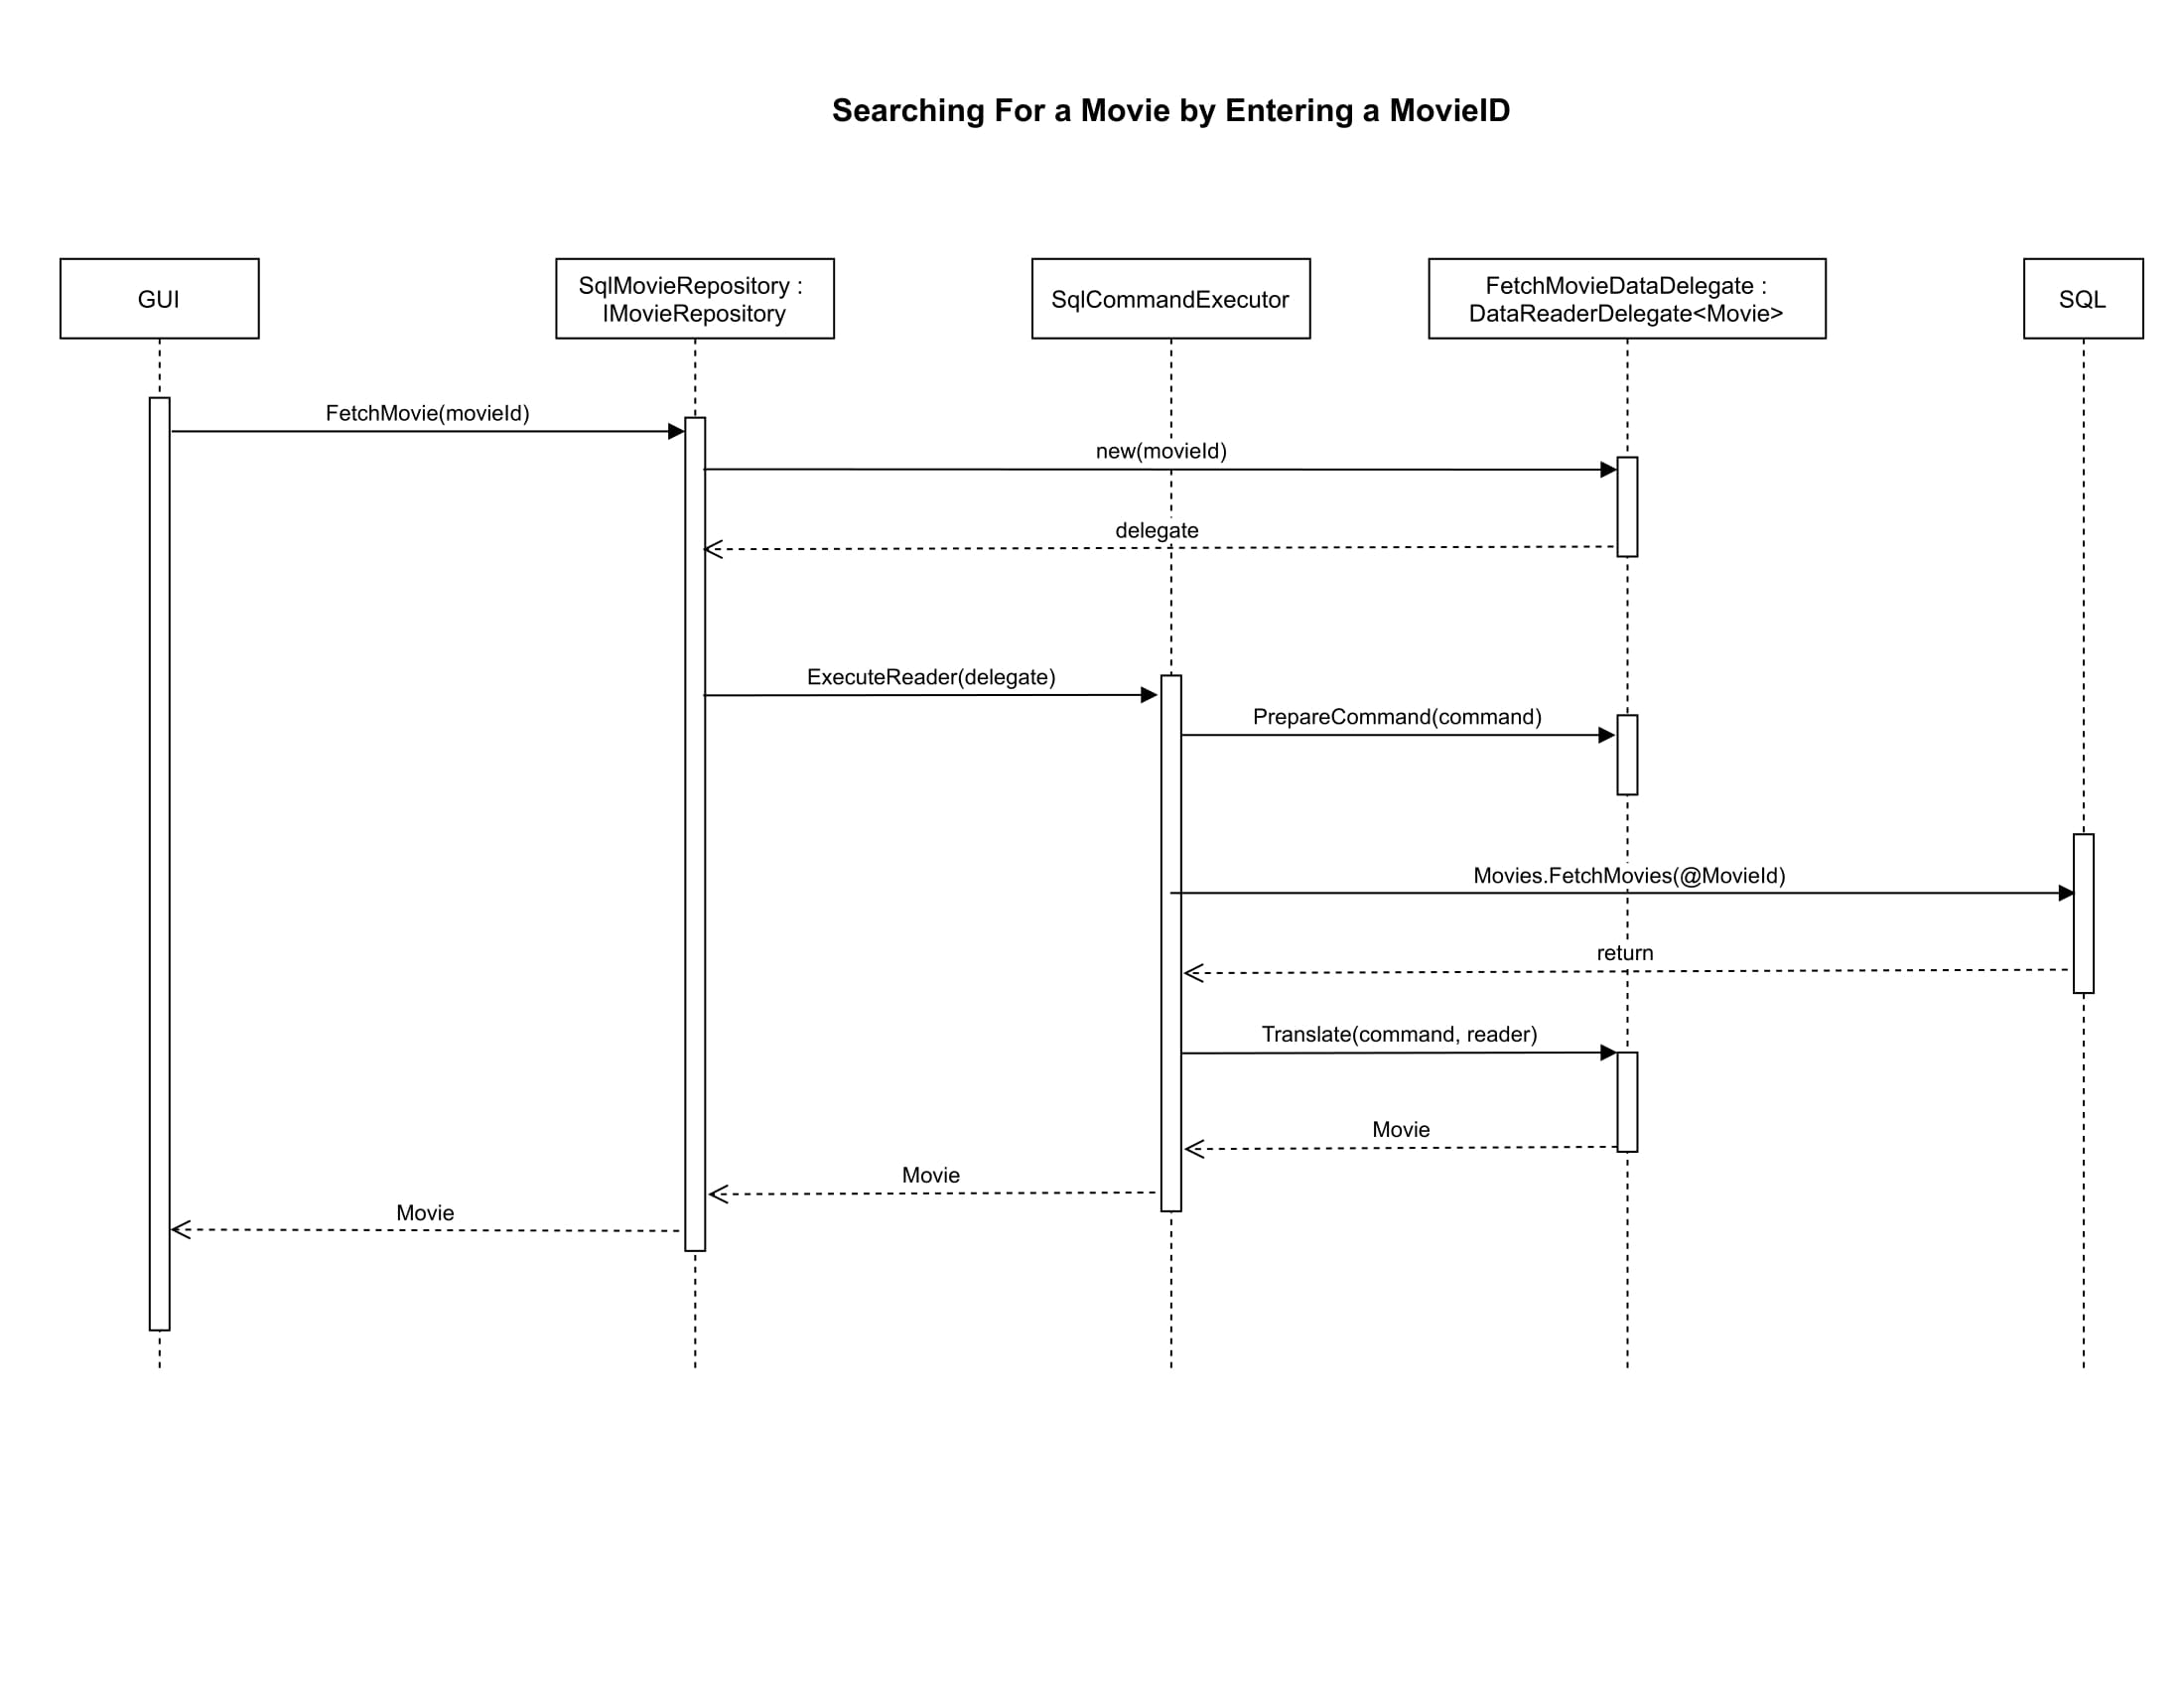 Searching For a Movie by Entering a MovieID
GUI
SqlMovieRepository :
IMovieRepository
SqlCommandExecutor
FetchMovieDataDelegate :
DataReaderDelegate<Movie>
SQL
FetchMovie(movieId)
new(movieId)
delegate
ExecuteReader(delegate)
PrepareCommand(command)
Movies.FetchMovies(@MovieId)
return
Translate(command, reader)
Movie
Movie
Movie